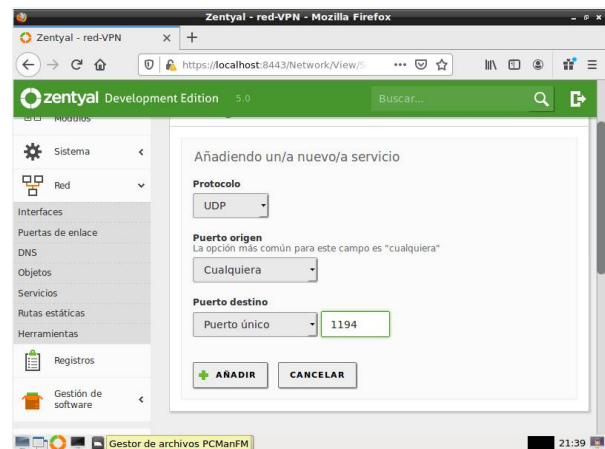 Zentyal - red-VPN - Mozilla Firefox
Zentyal - red-VPN
https://localhost:8443/Network/View/S
zentyal Development Edition 5.0
Buscar...
Módulos
Sistema
Red
Interfaces
Puertas de enlace
DNS
Objetos
Servicios
Rutas estáticas
Herramientas
Registros
Gestión de
software
Añadiendo un/a nuevo/a servicio
Protocolo
UDP
Puerto origen
La opción más común para este campo es "cualquiera"
Cualquiera
Puerto destino
Puerto único
1194
AÑADIR
CANCELAR
Gestor de archivos PCManFM
21:39